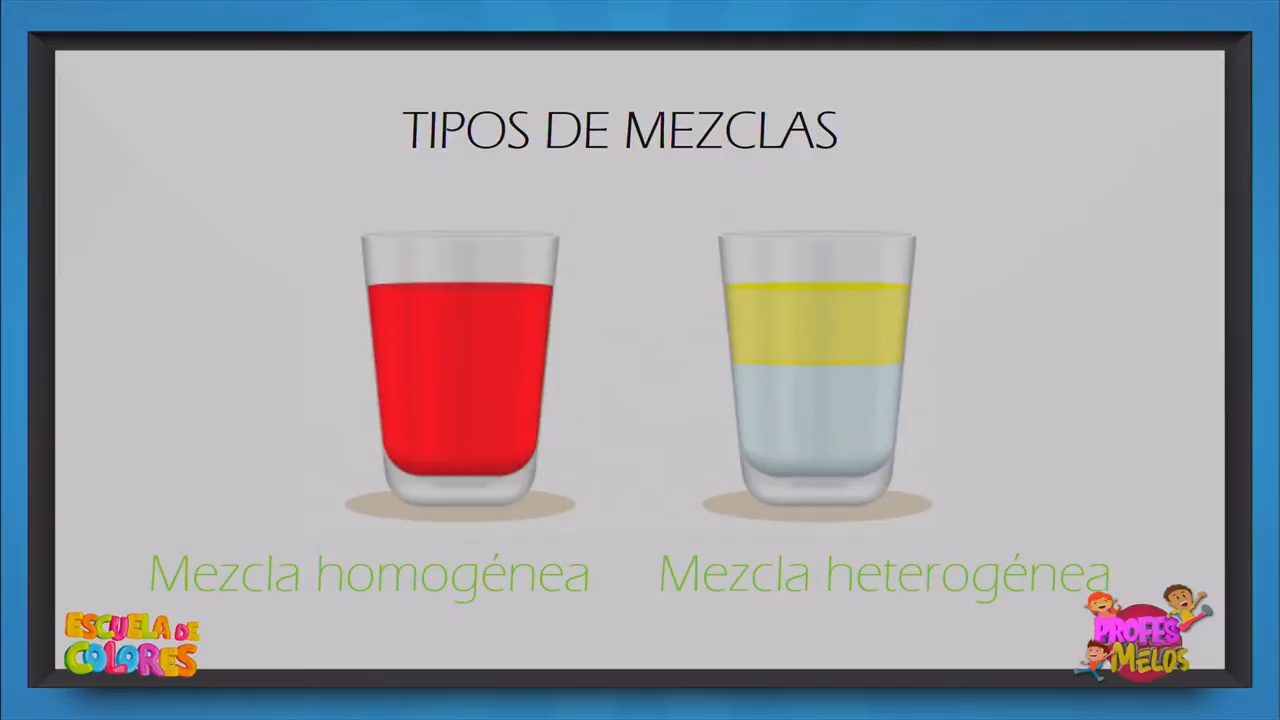 TIPOS DE MEZCLAS
Mezcla homogénea
Mezcla heterogénea
ESCUELA DE
COLORES
PROFES
MELOS